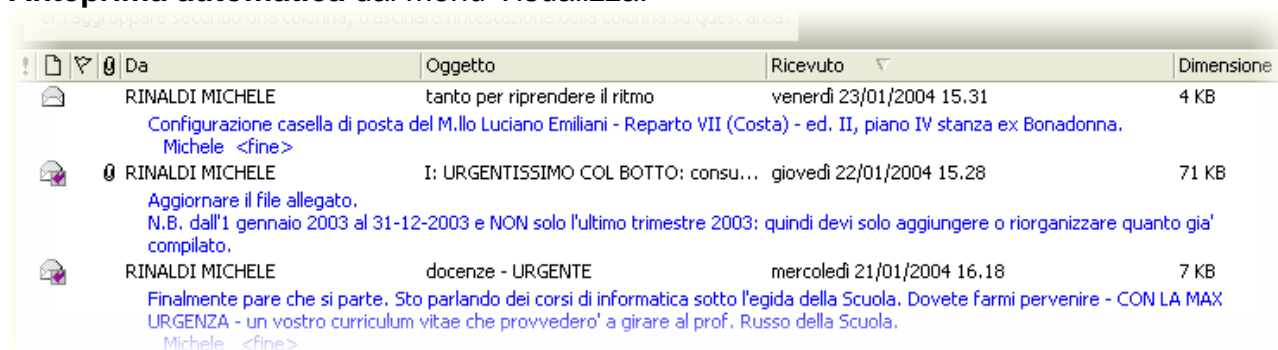 Anteprima automatica dal menu Visualizza.
Per raggruppare secondo una colonna, trascinare l'intestazione della colonna su quest'area.
! Da Oggetto Ricevuto Dimensione
RINALDI MICHELE tanto per riprendere il ritmo venerdì 23/01/2004 15.31 4 KB
Configurazione casella di posta del M.llo Luciano Emiliani - Reparto VII (Costa) - ed. II, piano IV stanza ex Bonadonna.
Michele <fine>
RINALDI MICHELE I: URGENTISSIMO COL BOTTO: consu... giovedì 22/01/2004 15.28 71 KB
Aggiornare il file allegato.
N.B. dall'1 gennaio 2003 al 31-12-2003 e NON solo l'ultimo trimestre 2003: quindi devi solo aggiungere o riorganizzare quanto gia'
compilato.
RINALDI MICHELE docenze - URGENTE mercoledì 21/01/2004 16.18 7 KB
Finalmente pare che si parte. Sto parlando dei corsi di informatica sotto l'egida della Scuola. Dovete farmi pervenire - CON LA MAX
URGENZA - un vostro curriculum vitae che provvedero' a girare al prof. Russo della Scuola.
Michele <fine>